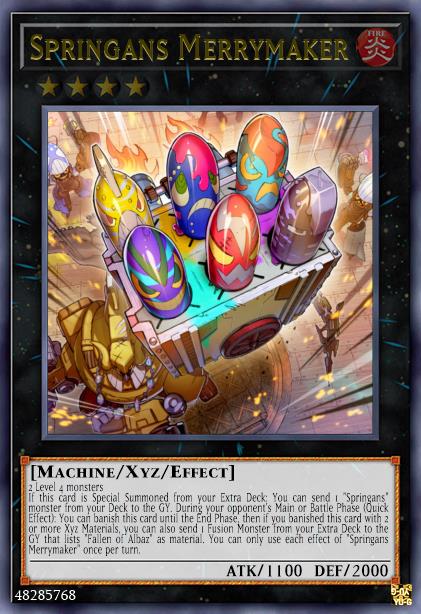 SPRINGANS MERRYMAKER
FIRE
炎
[MACHINE/XYZ/EFFECT]
2 Level 4 monsters
If this card is Special Summoned from your Extra Deck: You can send 1 "Springans"
monster from your Deck to the GY. During your opponent's Main or Battle Phase (Quick
Effect): You can banish this card until the End Phase, then if you banished this card with 2
or more Xyz Materials, you can also send 1 Fusion Monster from your Extra Deck to the
GY that lists "Fallen of Albaz" as material. You can only use each effect of "Springans
Merrymaker" once per turn.
ATK/1100 DEF/2000
48285768